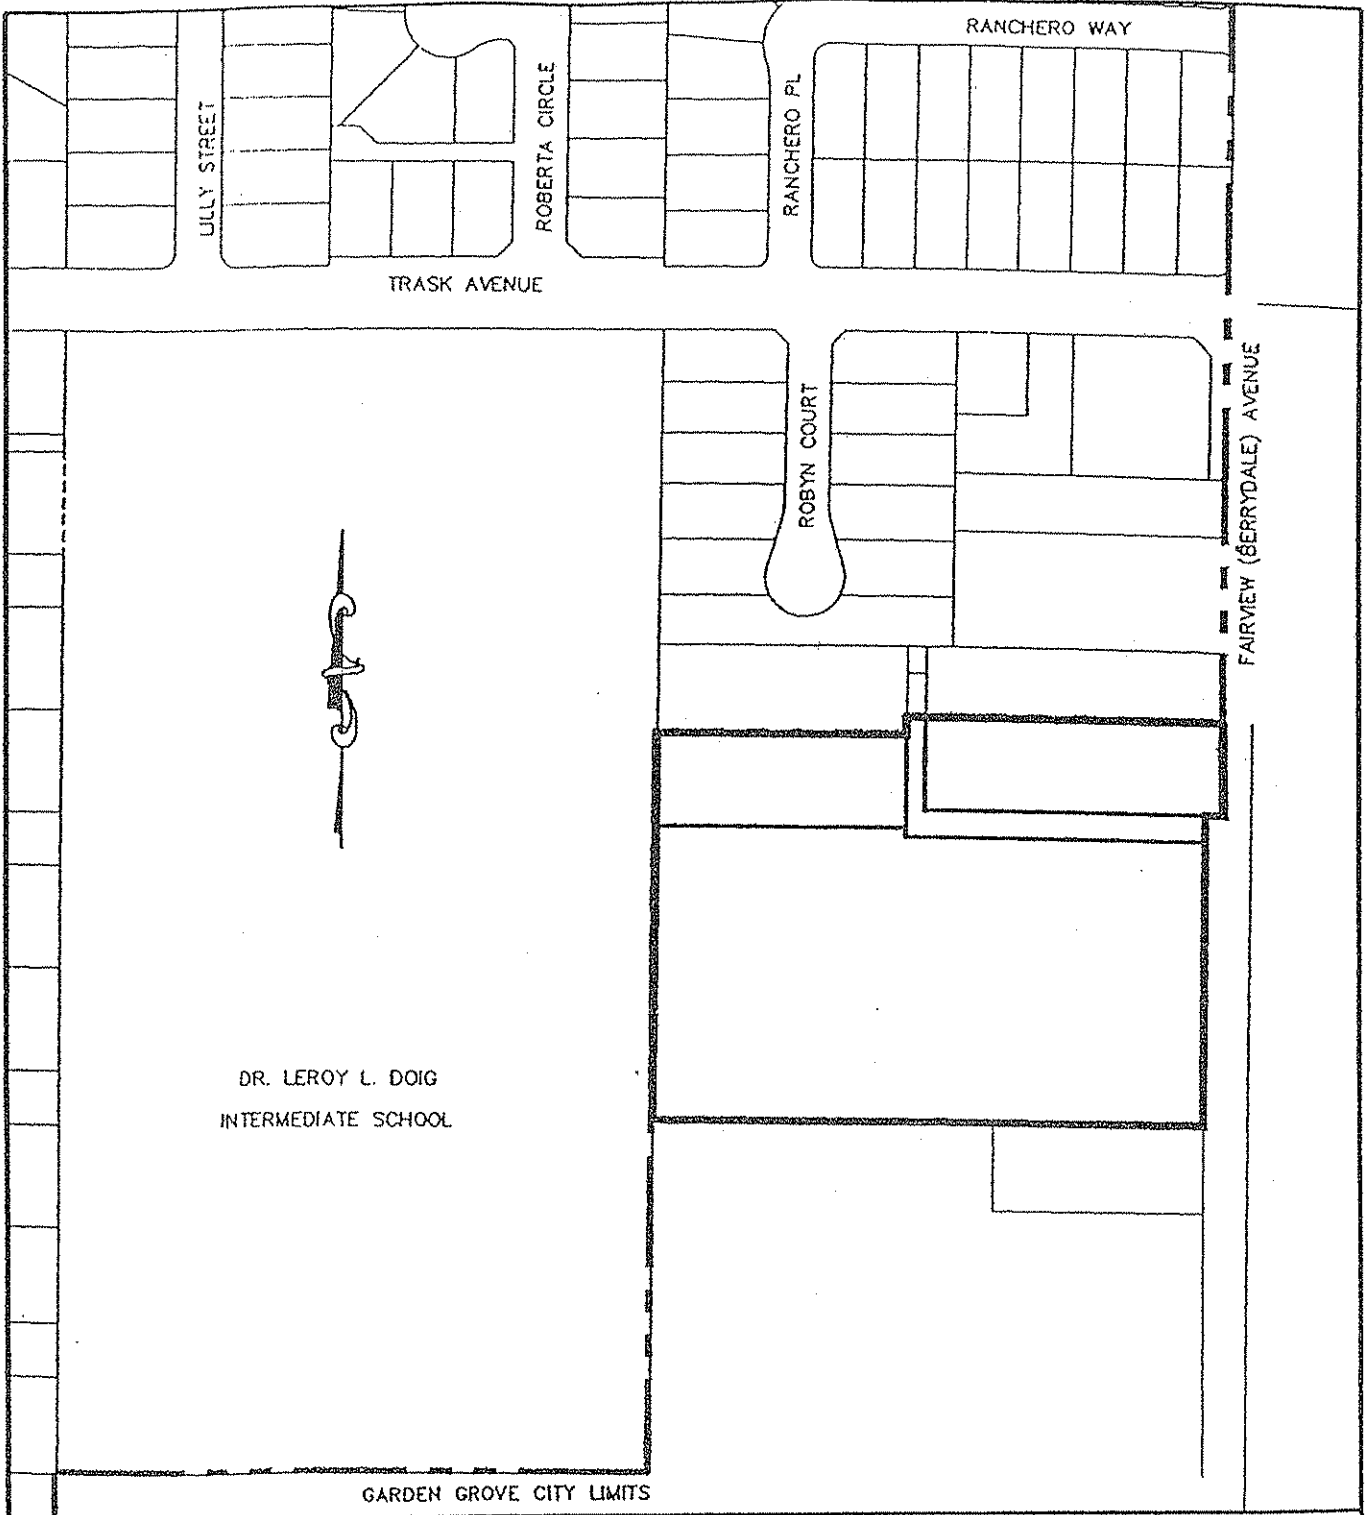 RANCHERO WAY
LILLY STREET
ROBERTA CIRCLE
RANCHERO PL
TRASK AVENUE
ROBYN COURT
FAIRVIEW (BERRYDALE) AVENUE
DR. LEROY L. DOIG
INTERMEDIATE SCHOOL
GARDEN GROVE CITY LIMITS